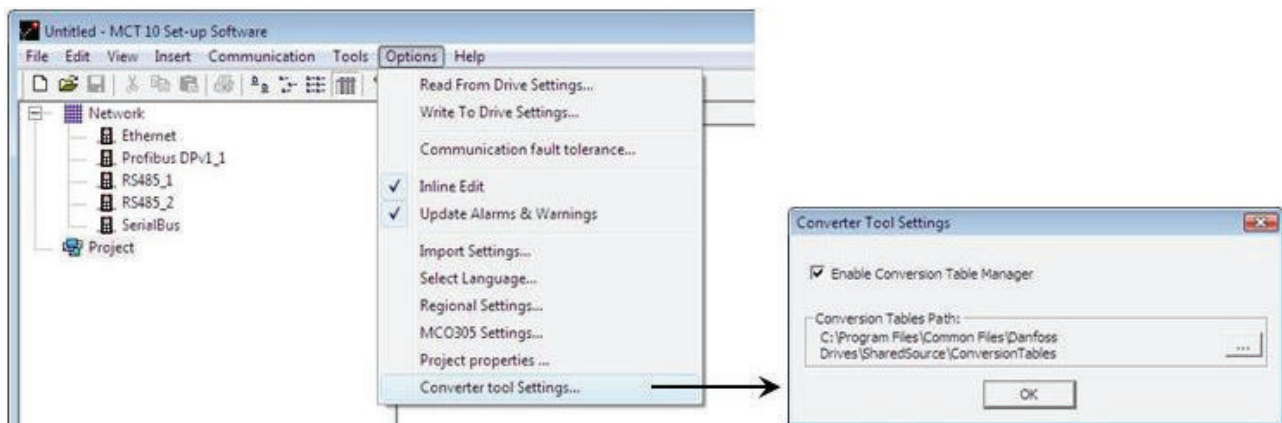 Untitled - MCT 10 Set-up Software
File Edit View Insert Communication Tools Options Help
Network
Ethernet
Profibus DPv1_1
RS485_1
RS485_2
SerialBus
Project
Read From Drive Settings...
Write To Drive Settings...
Communication fault tolerance...
Inline Edit
Update Alarms & Warnings
Import Settings...
Select Language...
Regional Settings...
MCO305 Settings...
Project properties ...
Converter tool Settings...
Converter Tool Settings
Enable Conversion Table Manager
Conversion Tables Path:
C:\Program Files\Common Files\Danfoss
Drives\SharedSource\ConversionTables
...
OK